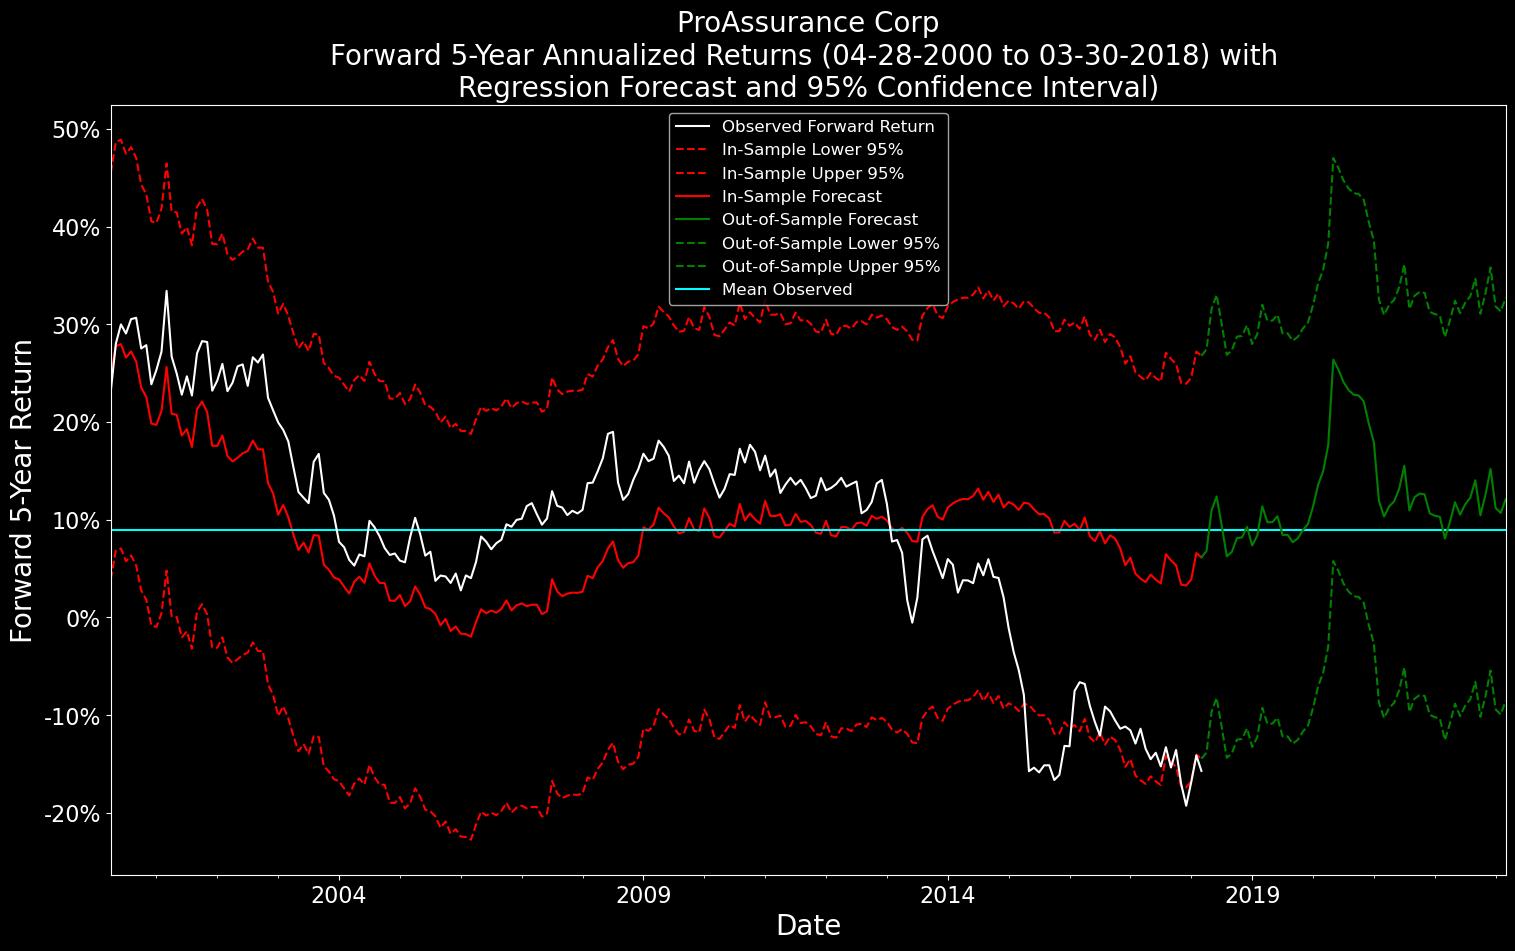 ProAssurance Corp
Forward 5-Year Annualized Returns (04-28-2000 to 03-30-2018) with
Regression Forecast and 95% Confidence Interval)
Observed Forward Return
In-Sample Lower 95%
In-Sample Upper 95%
In-Sample Forecast
Out-of-Sample Forecast
Out-of-Sample Lower 95%
Out-of-Sample Upper 95%
Mean Observed
Forward 5-Year Return
50%
40%
30%
20%
10%
0%
-10%
-20%
2004
2009
2014
2019
Date